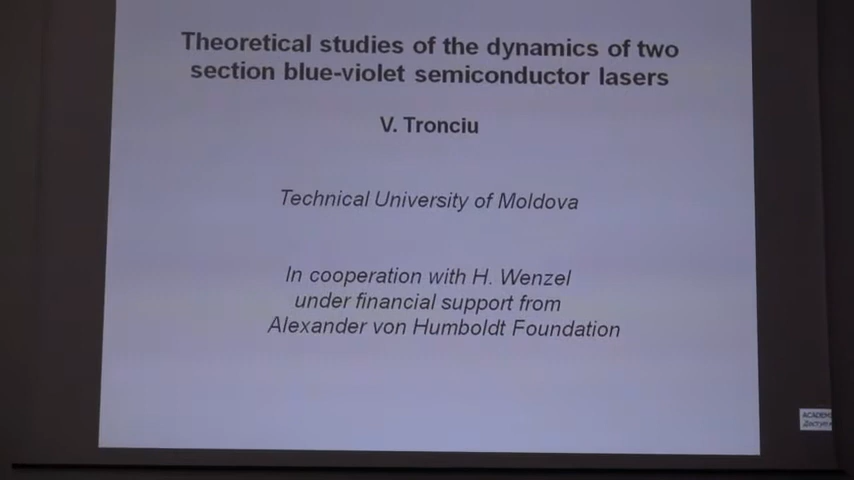 Theoretical studies of the dynamics of two
section blue-violet semiconductor lasers
V. Tronciu
Technical University of Moldova
In cooperation with H. Wenzel
under financial support from
Alexander von Humboldt Foundation